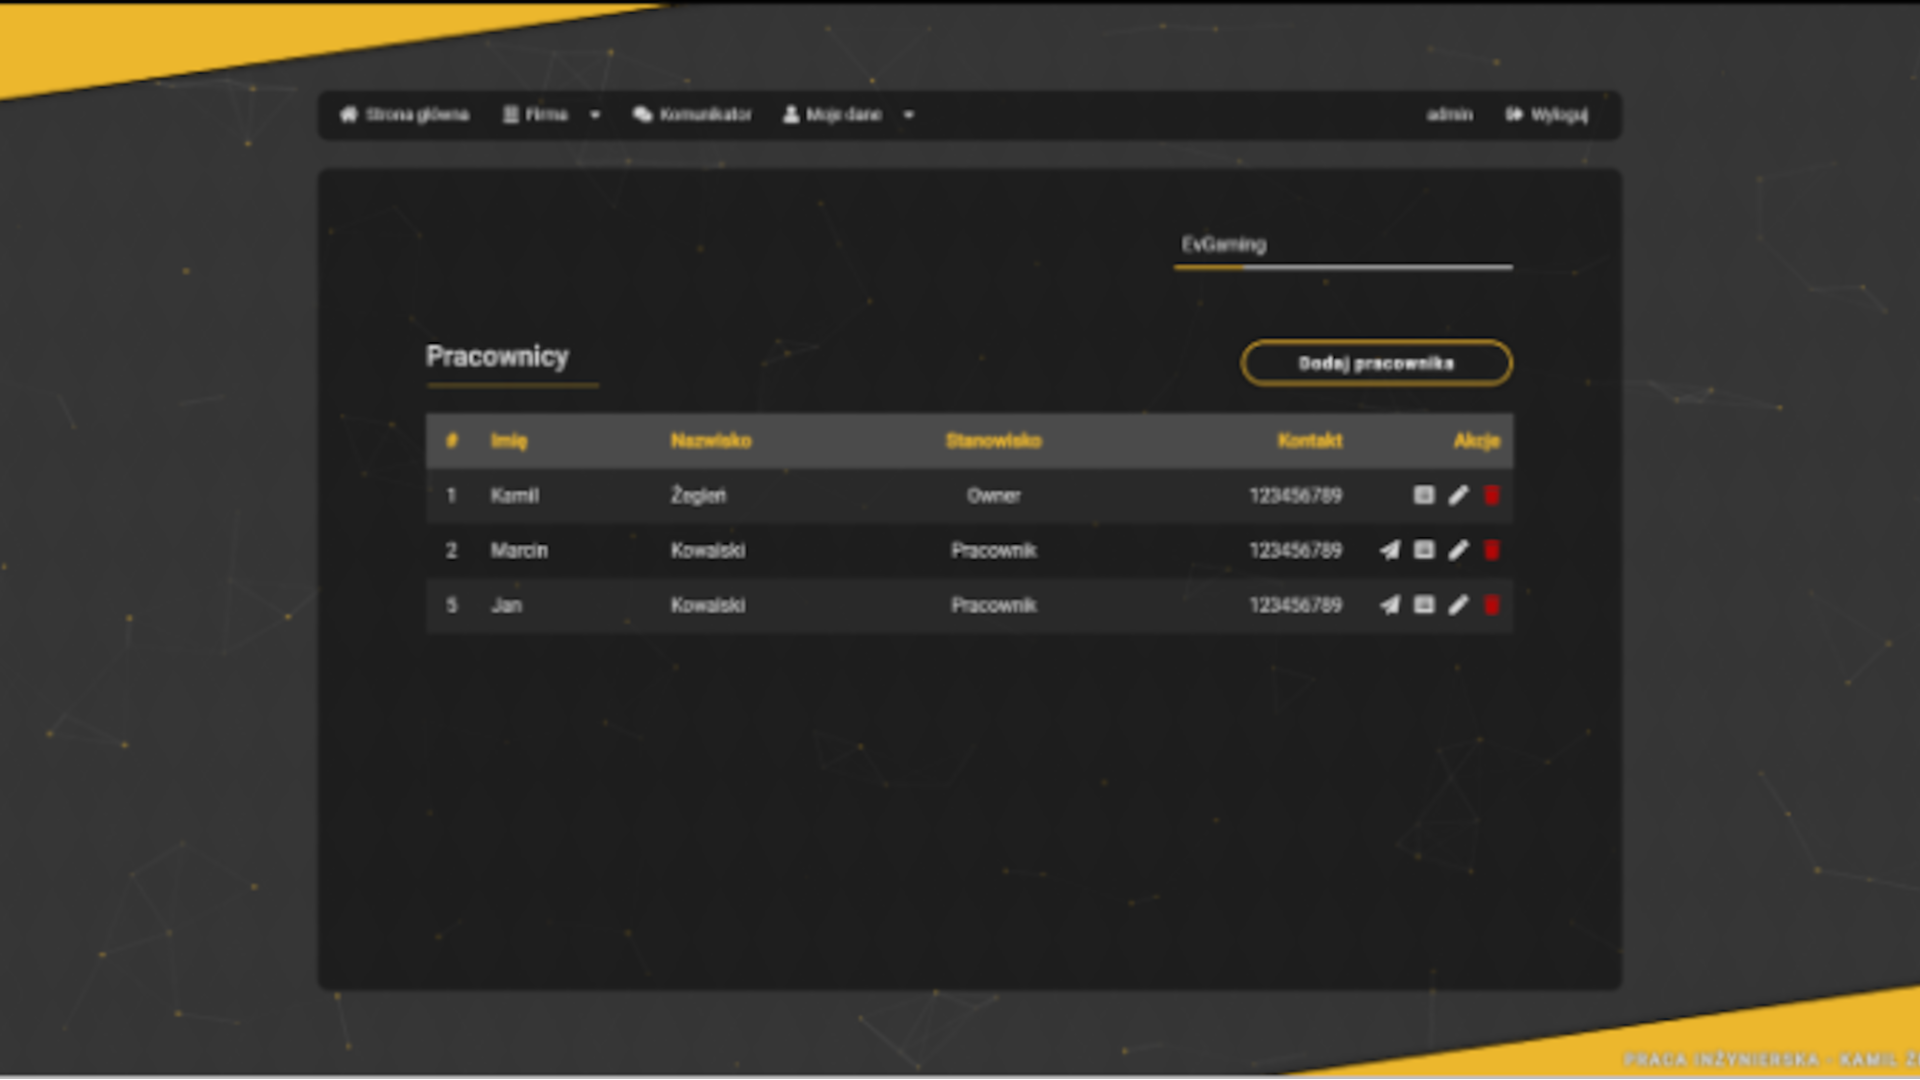 Strona główna Firma Komunikator Moje dane admin Wyloguj
EvGaming
Pracownicy Dodaj pracownika
# Imię Nazwisko Stanowisko Kontakt Akcje
1 Kamil Żegleń Owner 123456789
2 Marcin Kowalski Pracownik 123456789
5 Jan Kowalski Pracownik 123456789
PRACA INŻYNIERSKA - KAMIL